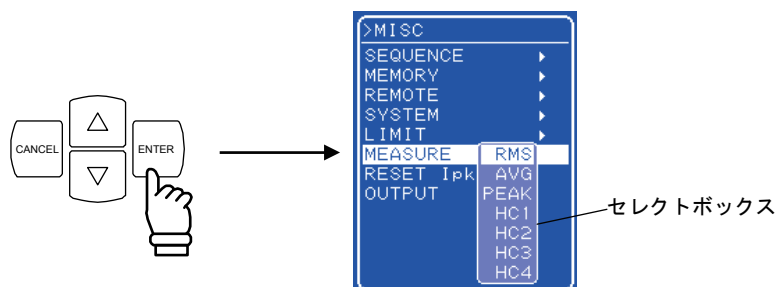 CANCEL
ENTER
>MISC
SEQUENCE
MEMORY
REMOTE
SYSTEM
LIMIT
MEASURE RMS
RESET Ipk AVG
OUTPUT PEAK
HC1
HC2
HC3
HC4
セレクトボックス